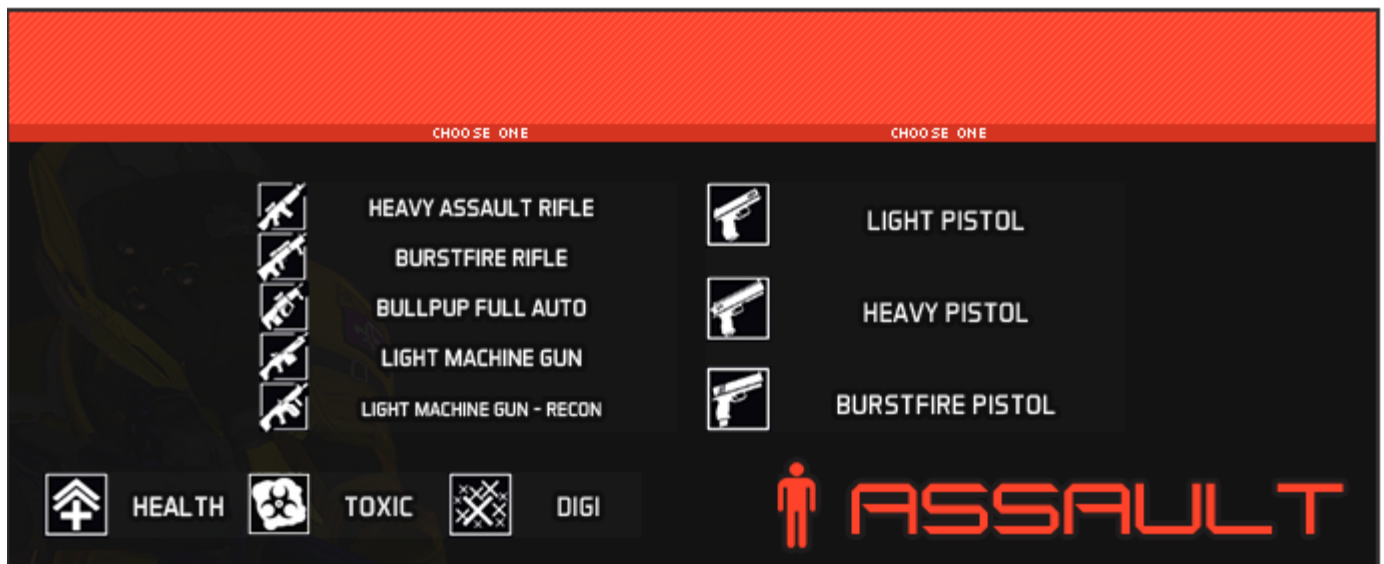 CHOOSE ONE
CHOOSE ONE
HEAVY ASSAULT RIFLE
BURSTFIRE RIFLE
BULLPUP FULL AUTO
LIGHT MACHINE GUN
LIGHT MACHINE GUN - RECON
LIGHT PISTOL
HEAVY PISTOL
BURSTFIRE PISTOL
HEALTH
TOXIC
DIGI
ASSAULT